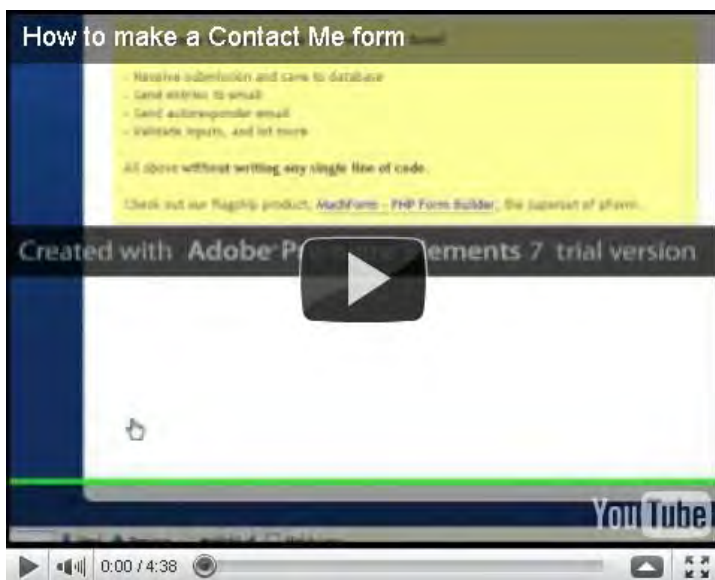 How to make a Contact Me form
- Receive submission and save to database
- Send entries to email
- Send autoresponder email
- Validate inputs, and lot more
All above without writing any single line of code.
Check out our flagship product, MachForm - PHP Form Builder, the superset of pForm.
Created with Adobe Elements 7 trial version
YouTube
0:00 / 4:38